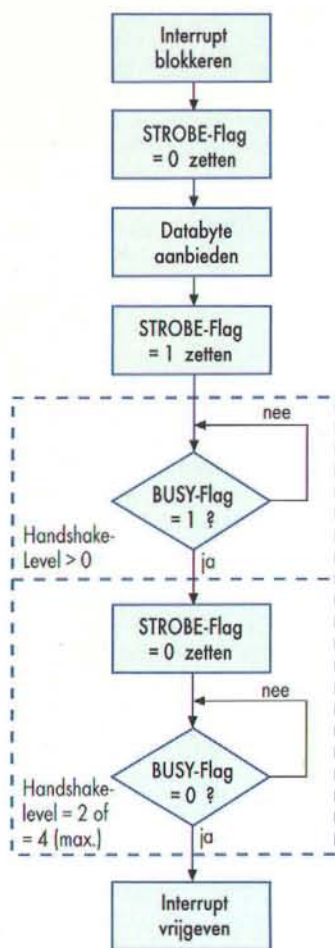 Interrupt
blokkeren
STROBE-Flag
= 0 zetten
Databyte
aanbieden
STROBE-Flag
= 1 zetten
nee
BUSY-Flag
= 1 ?
Handshake-
Level > 0
ja
STROBE-Flag
= 0 zetten
nee
BUSY-Flag
= 0 ?
Handshake-
level = 2 of
= 4 (max.)
ja
Interrupt
vrijgeven